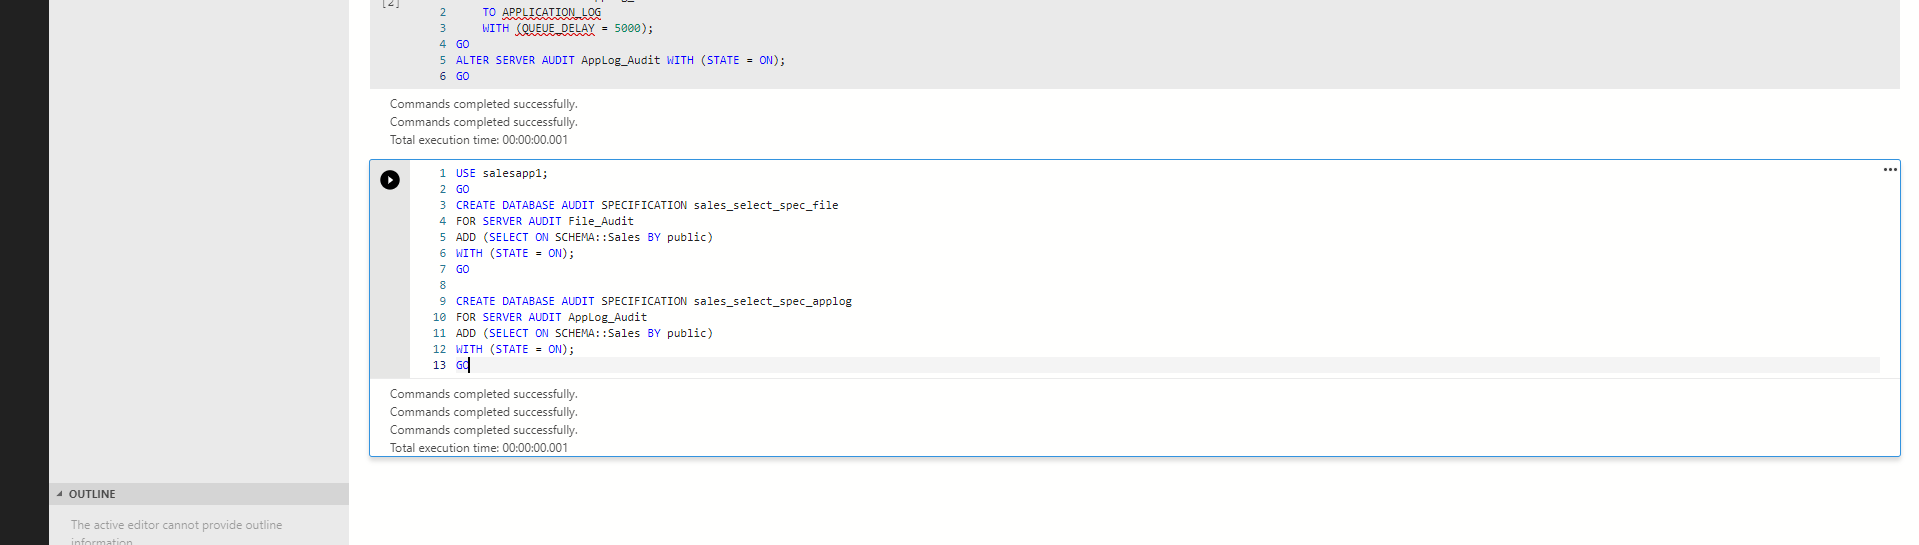 [2]
2 TO APPLICATION_LOG
3 WITH (QUEUE_DELAY = 5000);
4 GO
5 ALTER SERVER AUDIT AppLog_Audit WITH (STATE = ON);
6 GO
Commands completed successfully.
Commands completed successfully.
Total execution time: 00:00:00.001
1 USE salesapp1;
2 GO
3 CREATE DATABASE AUDIT SPECIFICATION sales_select_spec_file
4 FOR SERVER AUDIT File_Audit
5 ADD (SELECT ON SCHEMA::Sales BY public)
6 WITH (STATE = ON);
7 GO
8
9 CREATE DATABASE AUDIT SPECIFICATION sales_select_spec_applog
10 FOR SERVER AUDIT AppLog_Audit
11 ADD (SELECT ON SCHEMA::Sales BY public)
12 WITH (STATE = ON);
13 GO
Commands completed successfully.
Commands completed successfully.
Commands completed successfully.
Total execution time: 00:00:00.001
OUTLINE
The active editor cannot provide outline
information.